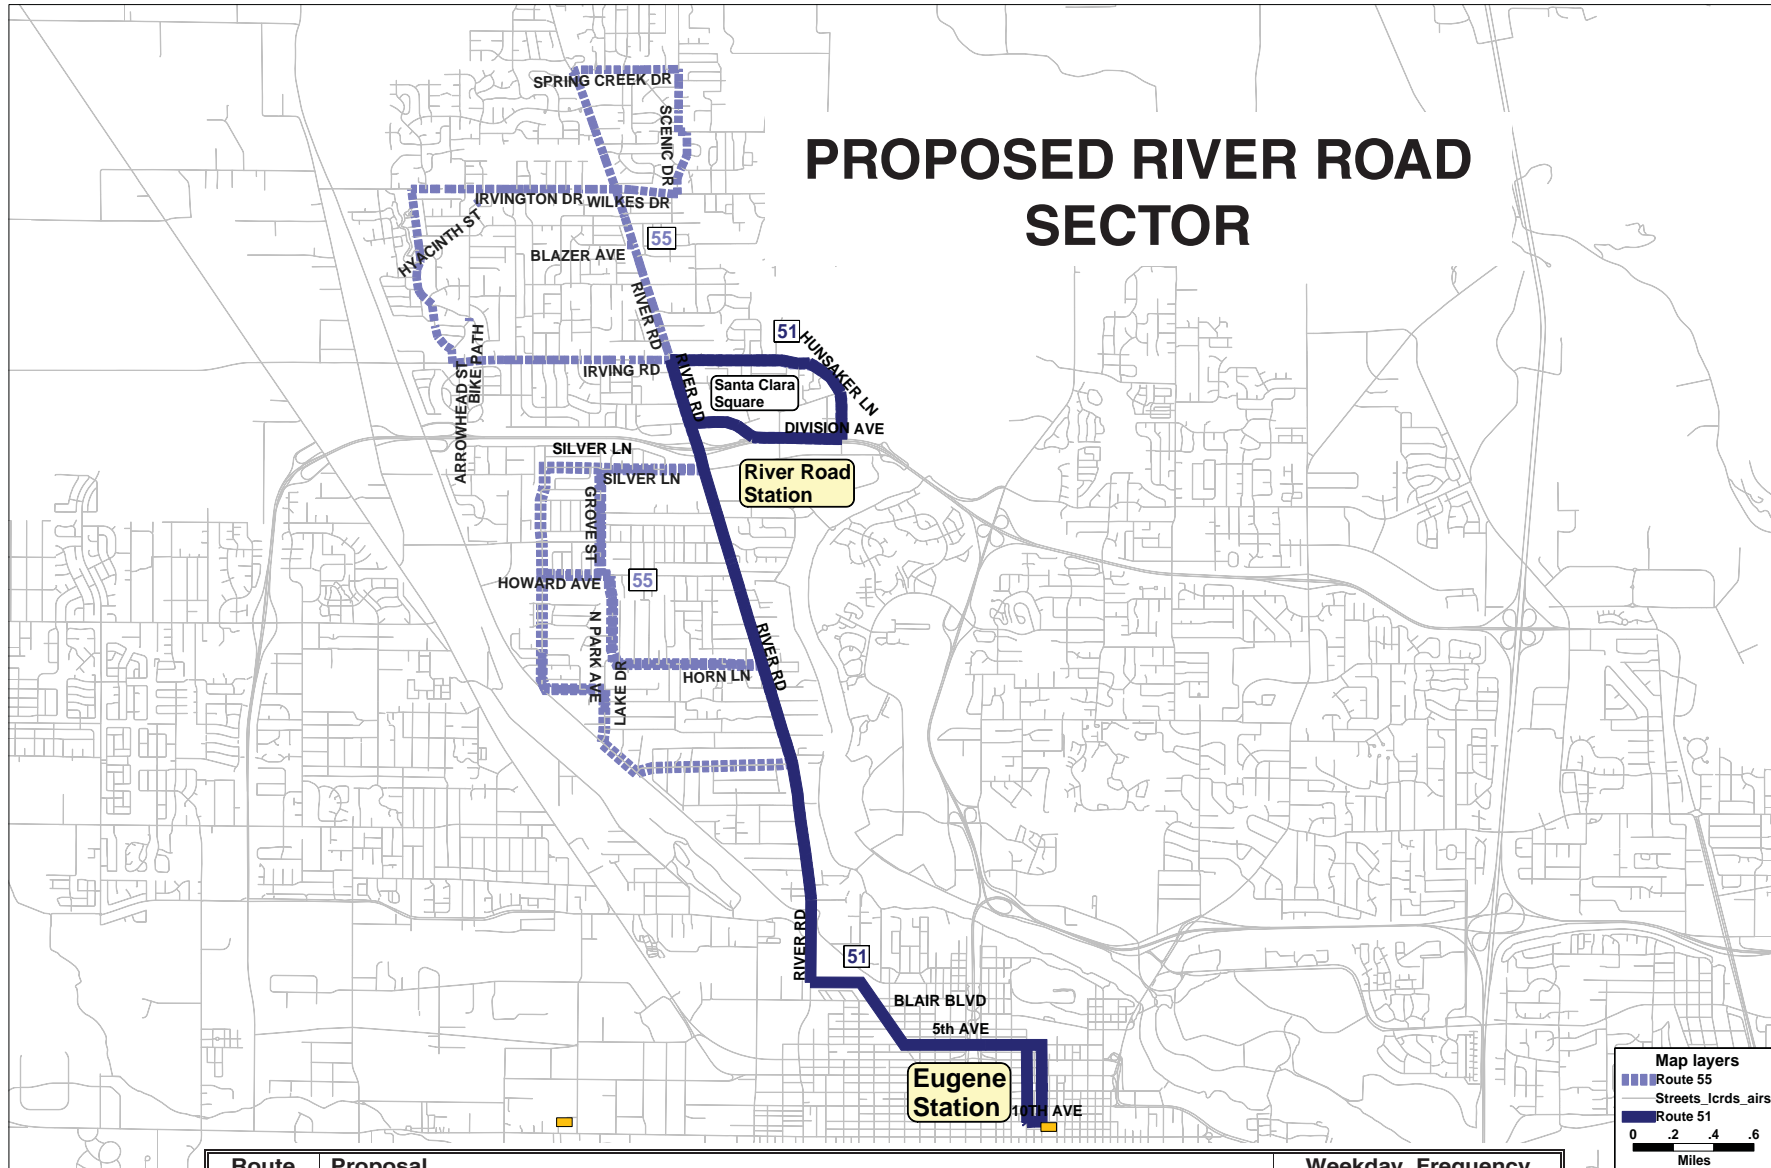 PROPOSED RIVER ROAD
SECTOR
SPRING CREEK DR
SCENIC DR
IRVINGTON DR
WILKES DR
HYACINTH ST
BLAZER AVE
55
RIVER RD
51
HUNSAKER LN
IRVING RD
RIVER RD
Santa Clara
Square
ARROWHEAD ST
BIKE PATH
DIVISION AVE
SILVER LN
SILVER LN
River Road
Station
GROVE ST
HOWARD AVE
55
N PARK AVE
LAKE DR
HORN LN
RIVER RD
RIVER RD
51
BLAIR BLVD
5th AVE
Eugene
Station
10TH AVE
Map layers
Route 55
Streets_lcrds_airs
Route 51
0 .2 .4 .6
Miles
Route Proposal Weekday Frequency